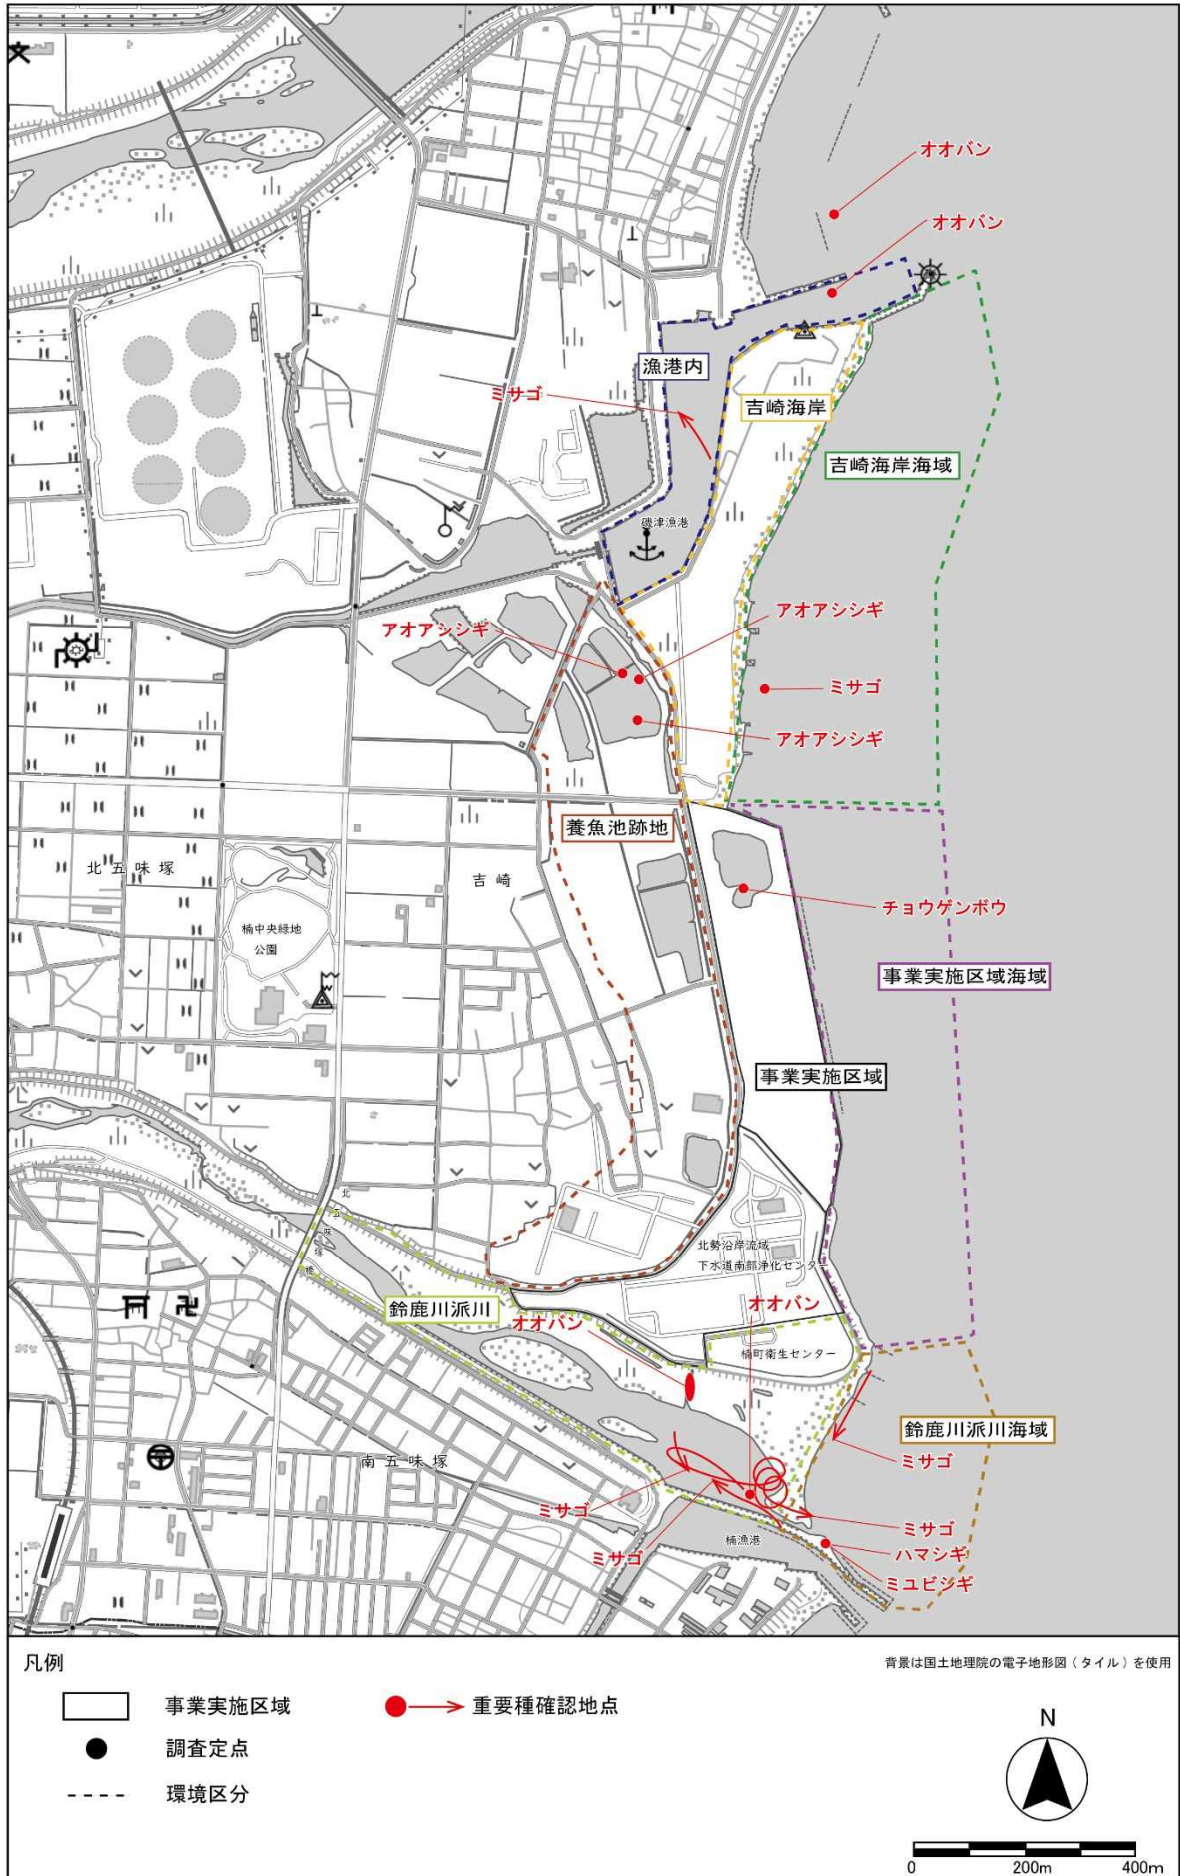 オオバン
オオバン
漁港内
ミサゴ
吉崎海岸
吉崎海岸海域
磯津漁港
アオアシシギ
アオアシシギ
ミサゴ
アオアシシギ
養魚池跡地
北五味塚
吉崎
チョウゲンボウ
楠中央緑地
公園
事業実施区域海域
事業実施区域
北五味塚橋
北勢沿岸流域
下水道南部浄化センター
鈴鹿川派川
オオバン
オオバン
楠町衛生センター
鈴鹿川派川海域
ミサゴ
南五味塚
ミサゴ
ミサゴ
楠漁港
ミサゴ
ハマシギ
ミユビシギ
凡例
背景は国土地理院の電子地形図(タイル)を使用
事業実施区域
重要種確認地点
調査定点
環境区分
N
0 200m 400m